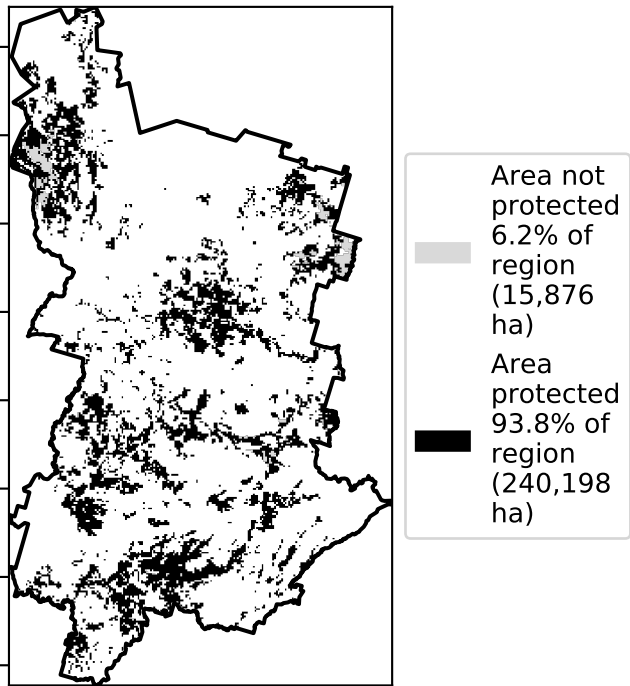 Area not
protected
6.2% of
region
(15,876
ha)
Area
protected
93.8% of
region
(240,198
ha)